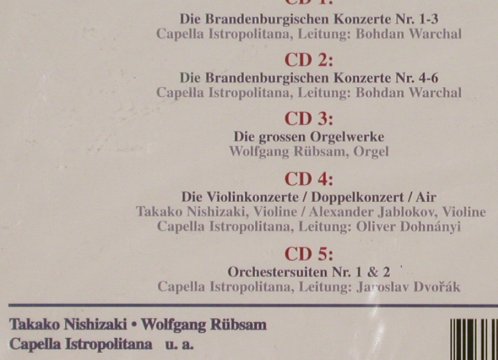 CD 1:
Die Brandenburgischen Konzerte Nr. 1-3
Capella Istropolitana, Leitung: Bohdan Warchal
CD 2:
Die Brandenburgischen Konzerte Nr. 4-6
Capella Istropolitana, Leitung: Bohdan Warchal
CD 3:
Die grossen Orgelwerke
Wolfgang Rübsam, Orgel
CD 4:
Die Violinkonzerte / Doppelkonzert / Air
Takako Nishizaki, Violine / Alexander Jablokov, Violine
Capella Istropolitana, Leitung: Oliver Dohnányi
CD 5:
Orchestersuiten Nr. 1 & 2
Capella Istropolitana, Leitung: Jaroslav Dvořák
Takako Nishizaki • Wolfgang Rübsam
Capella Istropolitana u. a.